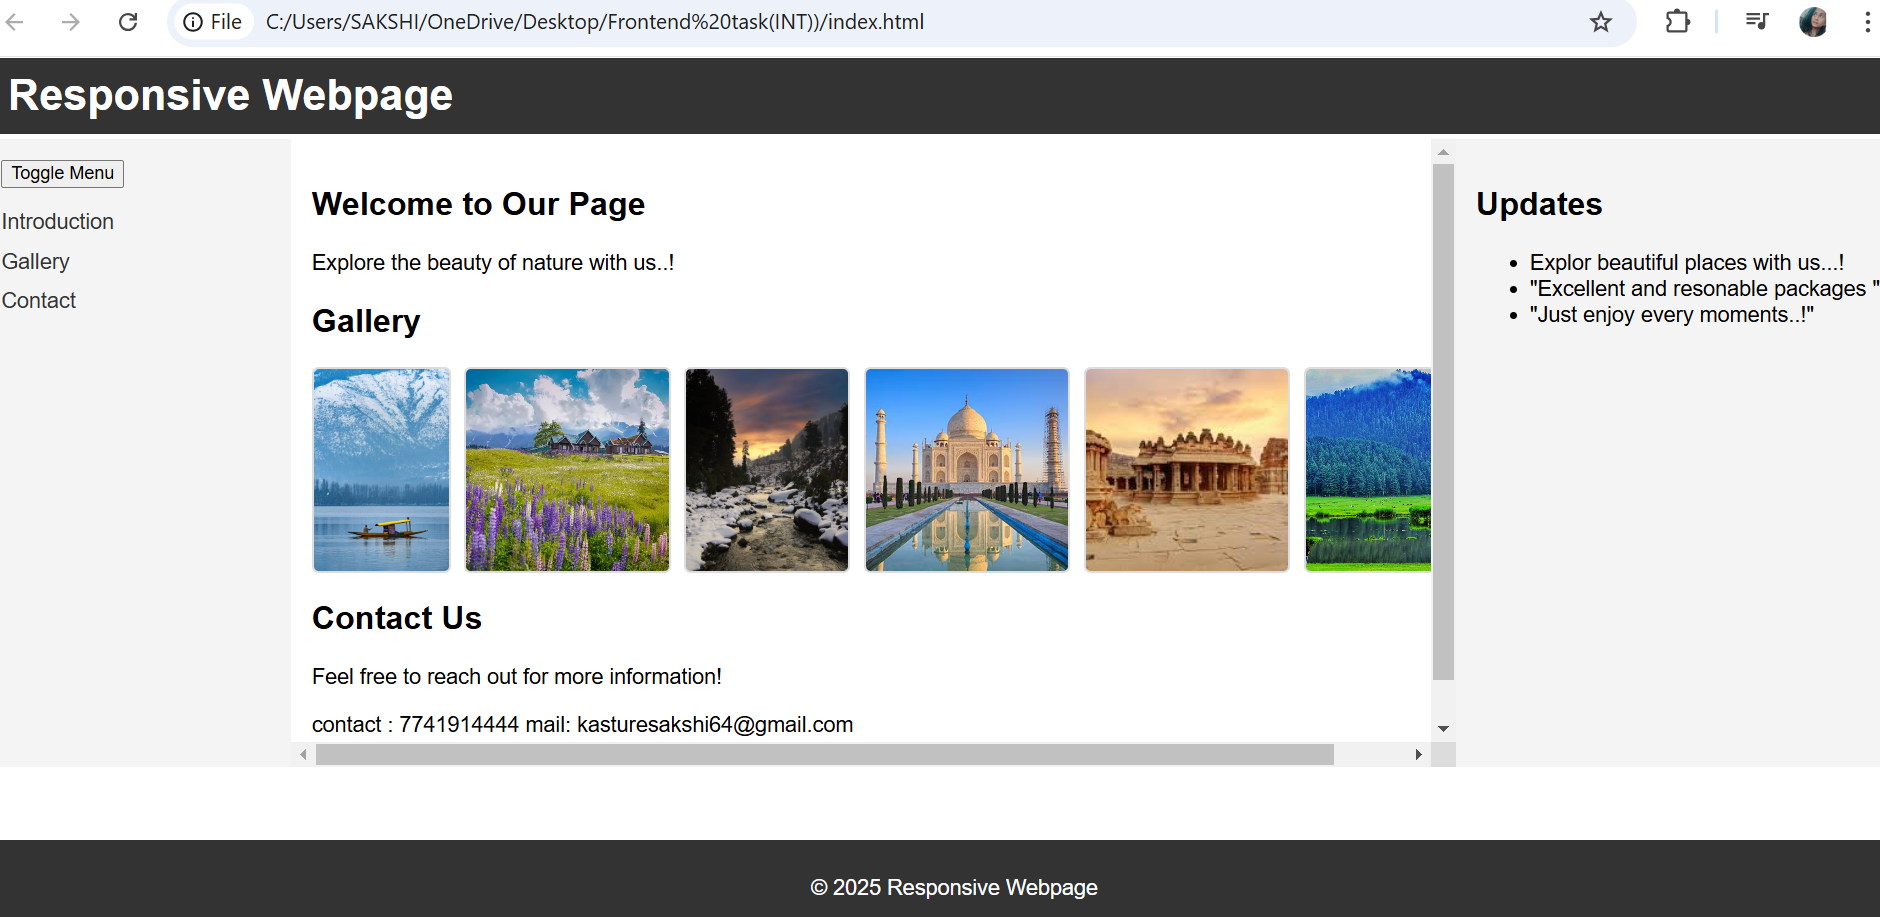 File C:/Users/SAKSHI/OneDrive/Desktop/Frontend%20task(INT))/index.html
Responsive Webpage
Toggle Menu
Introduction
Gallery
Contact
Welcome to Our Page
Explore the beauty of nature with us..!
Gallery
Contact Us
Feel free to reach out for more information!
contact : 7741914444 mail: kasturesakshi64@gmail.com
Updates
Explor beautiful places with us...!
"Excellent and resonable packages "
"Just enjoy every moments..!"
© 2025 Responsive Webpage